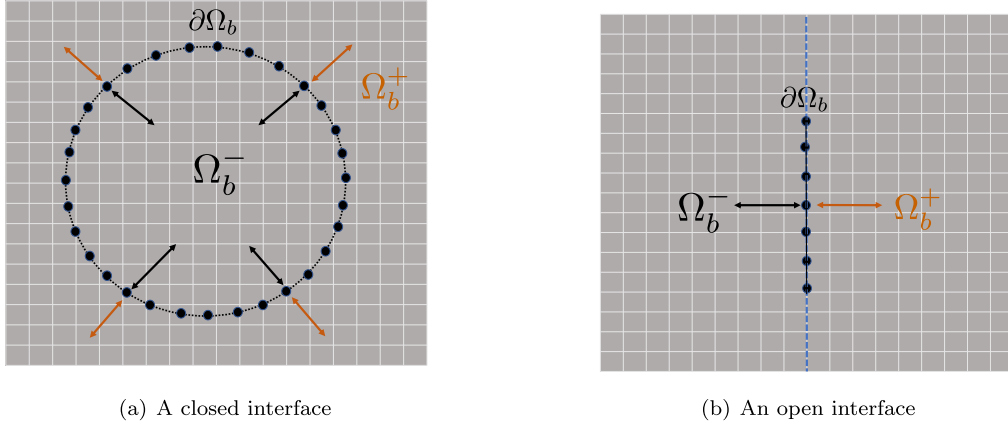 ∂Ω_b
Ω_b^+
Ω_b^-
(a) A closed interface
∂Ω_b
Ω_b^-
Ω_b^+
(b) An open interface